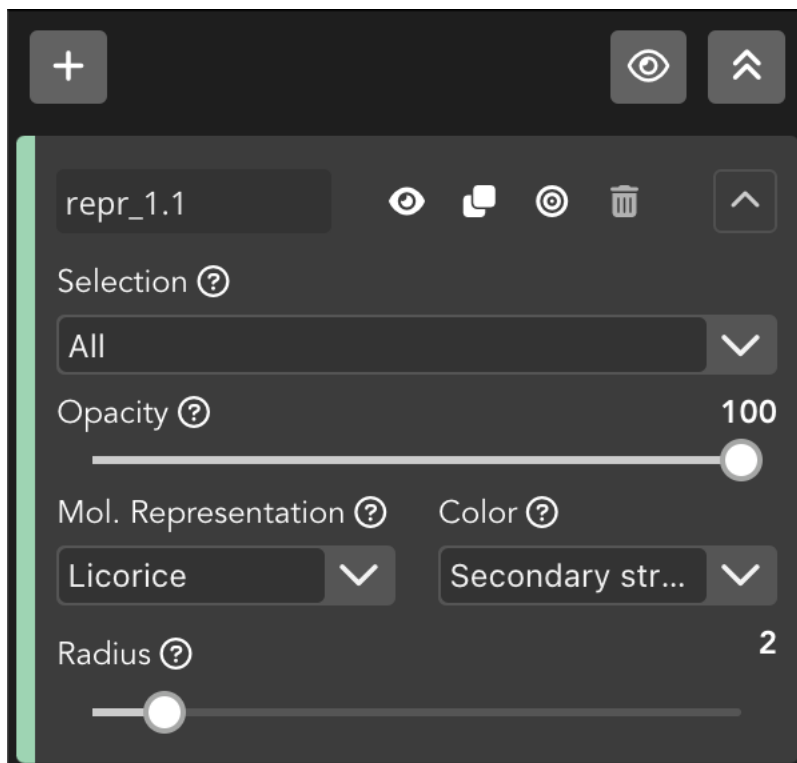 repr_1.1
Selection
All
Opacity 100
Mol. Representation Color
Licorice Secondary str...
Radius 2